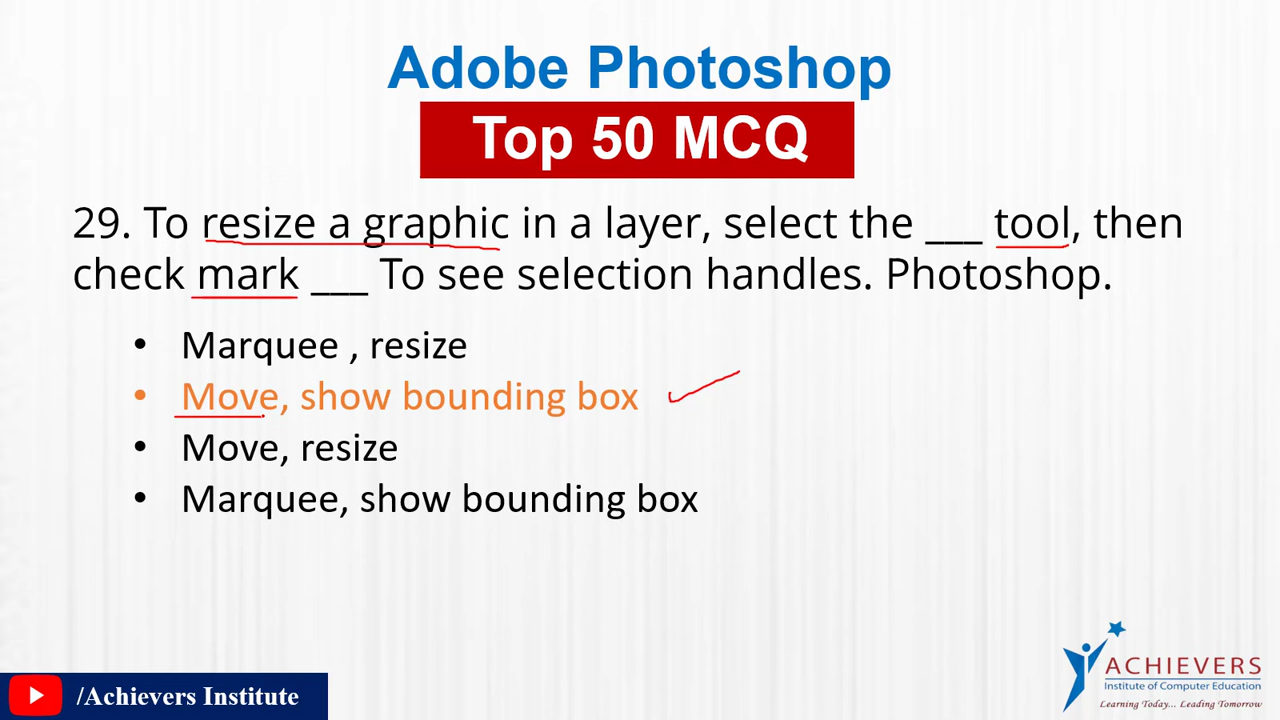 Adobe Photoshop
Top 50 MCQ
29. To resize a graphic in a layer, select the ___ tool, then
check mark ___ To see selection handles. Photoshop.
• Marquee , resize
• Move, show bounding box
• Move, resize
• Marquee, show bounding box
/Achievers Institute
ACHIEVERS
Institute of Computer Education
Learning Today... Leading Tomorrow